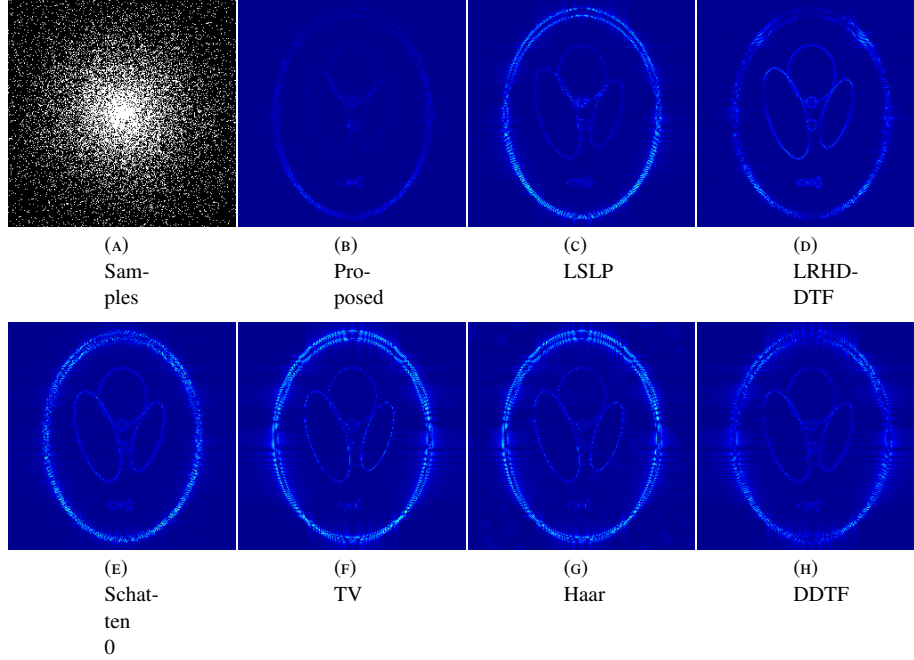 (A)
Sam-
ples
(B)
Pro-
posed
(C)
LSLP
(D)
LRHD-
DTF
(E)
Schat-
ten
0
(F)
TV
(G)
Haar
(H)
DDTF